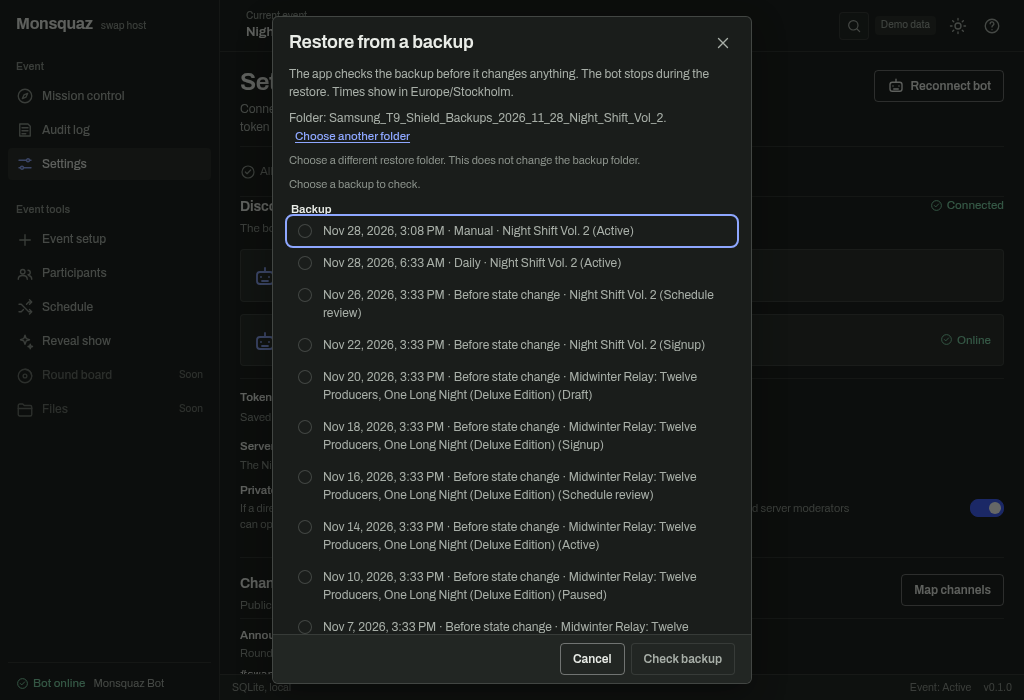 Monsquaz swap host
Event
Mission control
Audit log
Settings
Event tools
Event setup
Participants
Schedule
Reveal show
Round board Soon
Files Soon
Bot online Monsquaz Bot
Current event
Night
Demo data
Set
Reconnect bot
Conne
token
All
Disco
Connected
The bo
Online
Token
Saved
Server
The Ni
Private
If a dire
d server moderators
can op
Chan
Map channels
Public
Annou
Round
SQLite, local
Event: Active v0.1.0
Restore from a backup
The app checks the backup before it changes anything. The bot stops during the
restore. Times show in Europe/Stockholm.
Folder: Samsung_T9_Shield_Backups_2026_11_28_Night_Shift_Vol_2.
Choose another folder
Choose a different restore folder. This does not change the backup folder.
Choose a backup to check.
Backup
Nov 28, 2026, 3:08 PM · Manual · Night Shift Vol. 2 (Active)
Nov 28, 2026, 6:33 AM · Daily · Night Shift Vol. 2 (Active)
Nov 26, 2026, 3:33 PM · Before state change · Night Shift Vol. 2 (Schedule
review)
Nov 22, 2026, 3:33 PM · Before state change · Night Shift Vol. 2 (Signup)
Nov 20, 2026, 3:33 PM · Before state change · Midwinter Relay: Twelve
Producers, One Long Night (Deluxe Edition) (Draft)
Nov 18, 2026, 3:33 PM · Before state change · Midwinter Relay: Twelve
Producers, One Long Night (Deluxe Edition) (Signup)
Nov 16, 2026, 3:33 PM · Before state change · Midwinter Relay: Twelve
Producers, One Long Night (Deluxe Edition) (Schedule review)
Nov 14, 2026, 3:33 PM · Before state change · Midwinter Relay: Twelve
Producers, One Long Night (Deluxe Edition) (Active)
Nov 10, 2026, 3:33 PM · Before state change · Midwinter Relay: Twelve
Producers, One Long Night (Deluxe Edition) (Paused)
Nov 7, 2026, 3:33 PM · Before state change · Midwinter Relay: Twelve
Cancel
Check backup